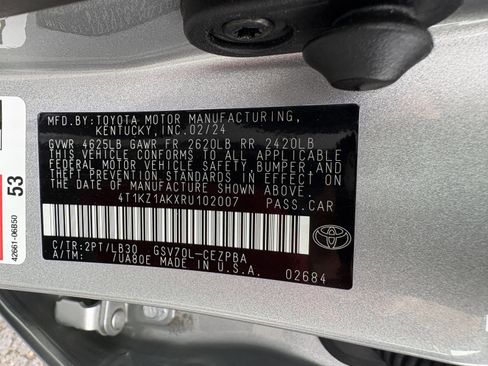 MFD.BY:TOYOTA MOTOR MANUFACTURING,
KENTUCKY,INC.02/24
GVWR 4625LB GAWR FR 2620LB RR 2420LB
THIS VEHICLE CONFORMS TO ALL APPLICABLE
FEDERAL MOTOR VEHICLE SAFETY, BUMPER,AND
THEFT PREVENTION STANDARDS IN EFFECT ON
THE DATE OF MANUFACTURE SHOWN ABOVE.
4T1KZ1AKXRU102007 PASS.CAR
C/TR:2PT/LB30 GSV70L-CEZPBA
A/TM: 7UA80E MADE IN U.S.A. 02684
53
42661-06B50